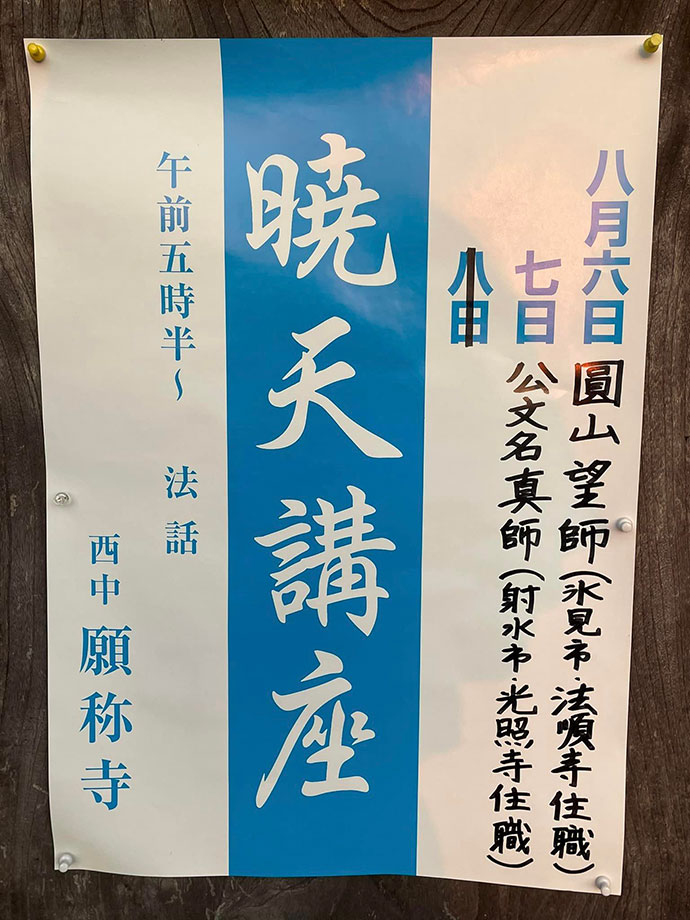 八月六日 圓山 望師(氷見市・法順寺住職)
七日 公文名真師(射水市・光照寺住職)
八日
暁天講座
午前五時半〜 法話
西中 願称寺